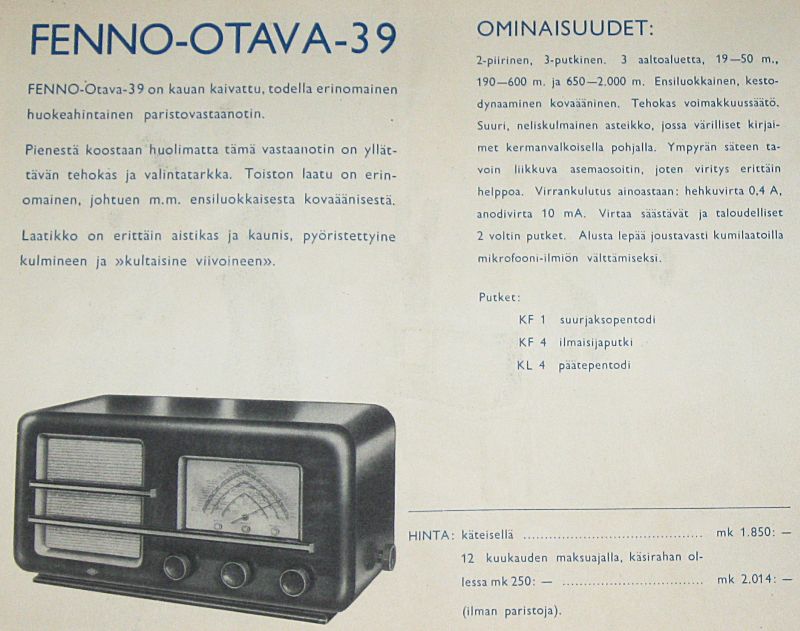 FENNO-OTAVA-39
FENNO-Otava-39 on kauan kaivattu, todella erinomainen
huokeahintainen paristovastaanotin.
Pienestä koostaan huolimatta tämä vastaanotin on yllät-
tävän tehokas ja valintatarkka. Toiston laatu on erin-
omainen, johtuen m.m. ensiluokkaisesta kovaäänisestä.
Laatikko on erittäin aistikas ja kaunis, pyöristettyine
kulmineen ja »kultaisine viivoineen».
OMINAISUUDET:
2-piirinen, 3-putkinen. 3 aaltoaluetta, 19—50 m.,
190—600 m. ja 650—2.000 m. Ensiluokkainen, kesto-
dynaaminen kovaääninen. Tehokas voimakkuussäätö.
Suuri, neliskulmainen asteikko, jossa värilliset kirjai-
met kermanvalkoisella pohjalla. Ympyrän säteen ta-
voin liikkuva asemaosoitin, joten viritys erittäin
helppoa. Virrankulutus ainoastaan: hehkuvirta 0,4 A,
anodivirta 10 mA. Virtaa säästävät ja taloudelliset
2 voltin putket. Alusta lepää joustavasti kumilaatoilla
mikrofooni-ilmiön välttämiseksi.
Putket:
KF 1 suurjaksopentodi
KF 4 ilmaisijaputki
KL 4 päätepentodi
HINTA: käteisellä ........................................ mk 1.850: —
12 kuukauden maksuajalla, käsirahan ol-
lessa mk 250: — ................................ mk 2.014: —
(ilman paristoja).